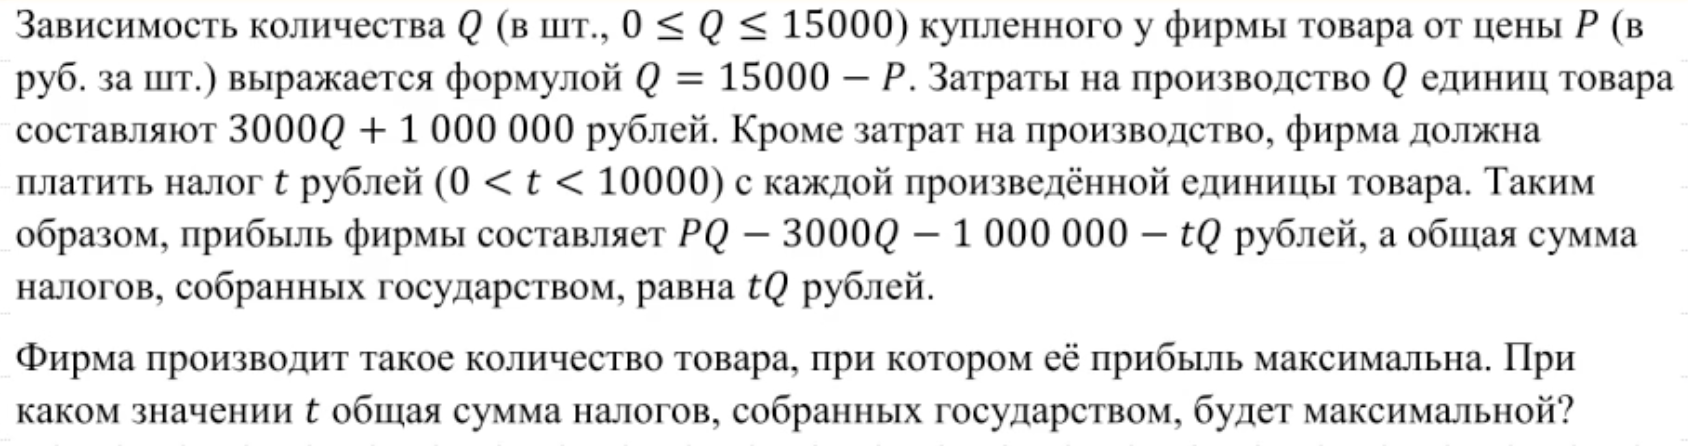 Зависимость количества Q (в шт., 0 ≤ Q ≤ 15000) купленного у фирмы товара от цены P (в
руб. за шт.) выражается формулой Q = 15000 − P. Затраты на производство Q единиц товара
составляют 3000Q + 1 000 000 рублей. Кроме затрат на производство, фирма должна
платить налог t рублей (0 < t < 10000) с каждой произведённой единицы товара. Таким
образом, прибыль фирмы составляет PQ − 3000Q − 1 000 000 − tQ рублей, а общая сумма
налогов, собранных государством, равна tQ рублей.
Фирма производит такое количество товара, при котором её прибыль максимальна. При
каком значении t общая сумма налогов, собранных государством, будет максимальной?